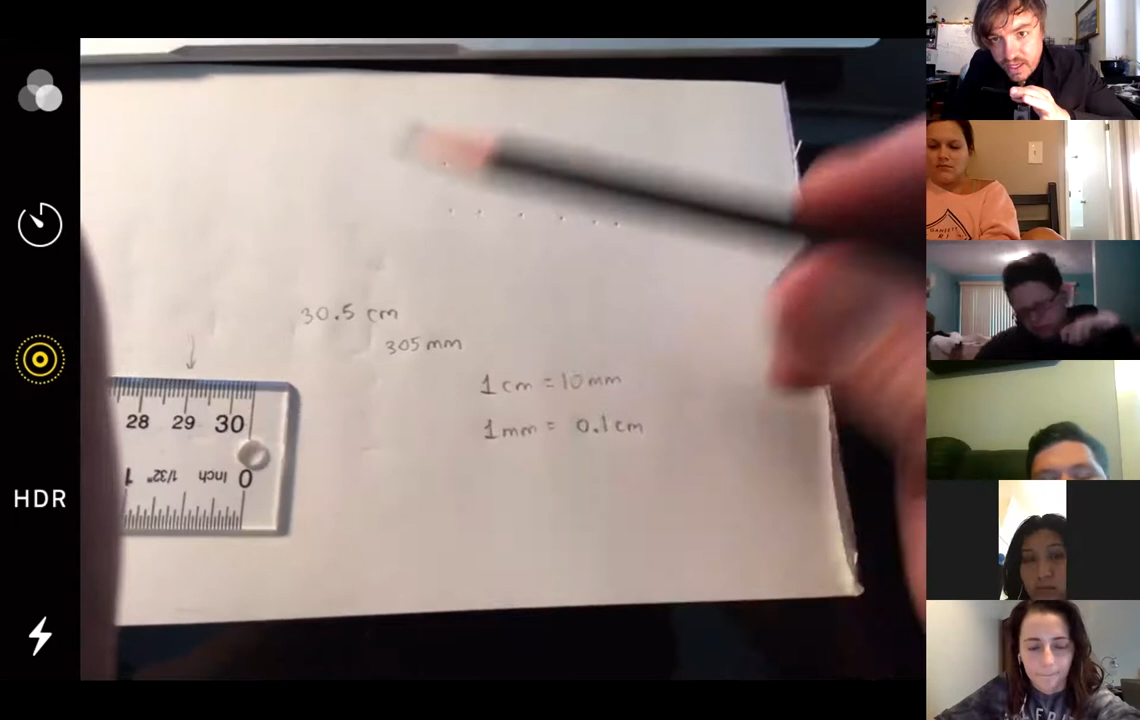 30.5 cm
305 mm
1 cm = 10 mm
1 mm = 0.1 cm
28 29 30
1 1/32" Inch 0
HDR